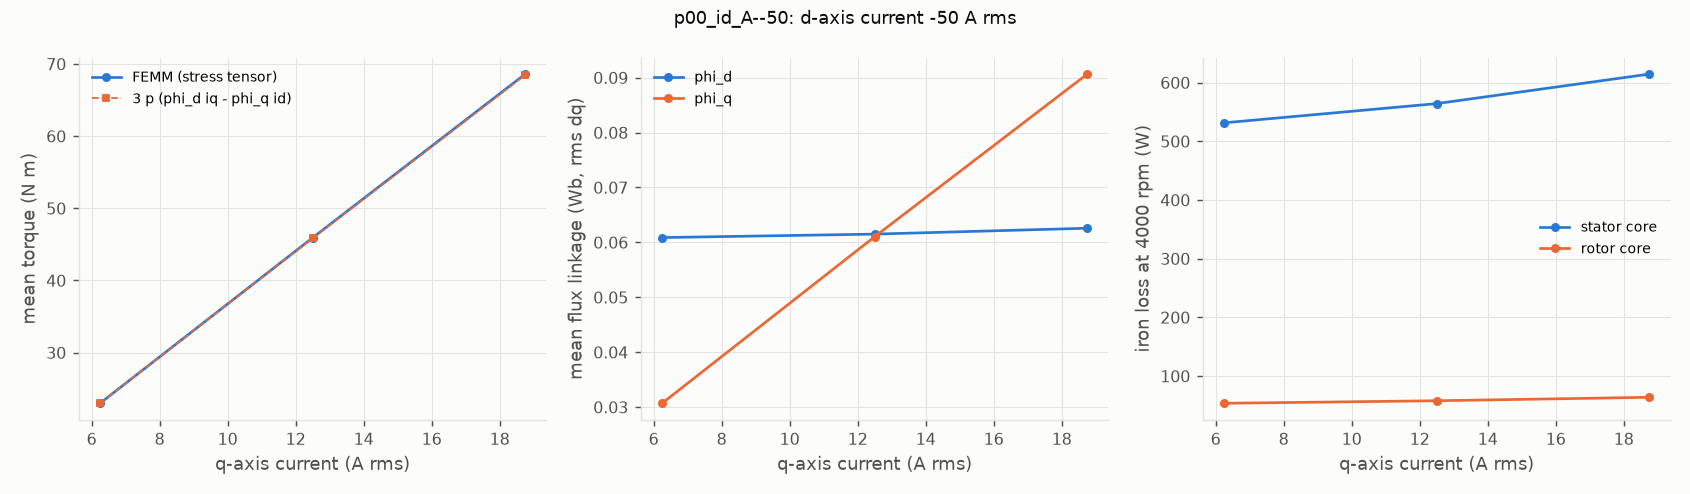 p00_id_A--50: d-axis current -50 A rms
mean torque (N m)
70
60
50
40
30
FEMM (stress tensor)
3 p (phi_d iq - phi_q id)
6 8 10 12 14 16 18
q-axis current (A rms)
mean flux linkage (Wb, rms dq)
0.09
0.08
0.07
0.06
0.05
0.04
0.03
phi_d
phi_q
6 8 10 12 14 16 18
q-axis current (A rms)
iron loss at 4000 rpm (W)
600
500
400
300
200
100
stator core
rotor core
6 8 10 12 14 16 18
q-axis current (A rms)